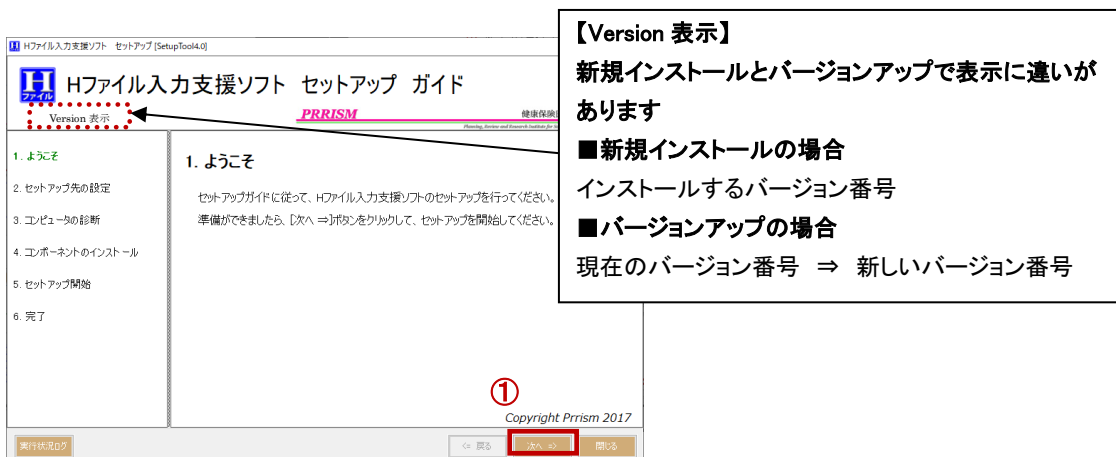 Hファイル入力支援ソフト セットアップ [SetupTool4.0]
H
ファイル
Hファイル入力支援ソフト セットアップ ガイド
Version 表示
PRRISM
健康保険
Planning, Review and Research Institute for
1. ようこそ
2. セットアップ先の設定
3. コンピュータの診断
4. コンポーネントのインストール
5. セットアップ開始
6. 完了
1. ようこそ
セットアップガイドに従って、Hファイル入力支援ソフトのセットアップを行ってください。
準備ができましたら、[次へ ⇒]ボタンをクリックして、セットアップを開始してください。
①
Copyright Prrism 2017
実行状況ログ
⇐ 戻る
次へ ⇒
閉じる
【Version 表示】
新規インストールとバージョンアップで表示に違いが
あります
■新規インストールの場合
インストールするバージョン番号
■バージョンアップの場合
現在のバージョン番号 ⇒ 新しいバージョン番号